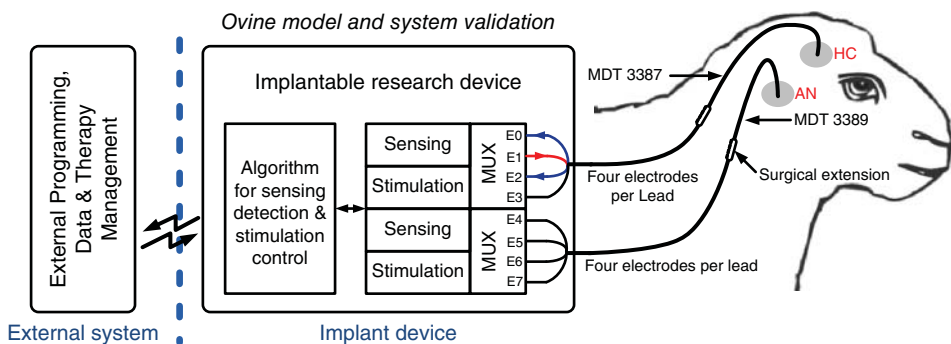 Ovine model and system validation
External Programming,
Data & Therapy
Management
External system
Implantable research device
Algorithm
for sensing
detection &
stimulation
control
Sensing
Stimulation
MUX
E0
E1
E2
E3
Sensing
Stimulation
MUX
E4
E5
E6
E7
Implant device
MDT 3387
HC
AN
MDT 3389
Surgical extension
Four electrodes
per Lead
Four electrodes per lead